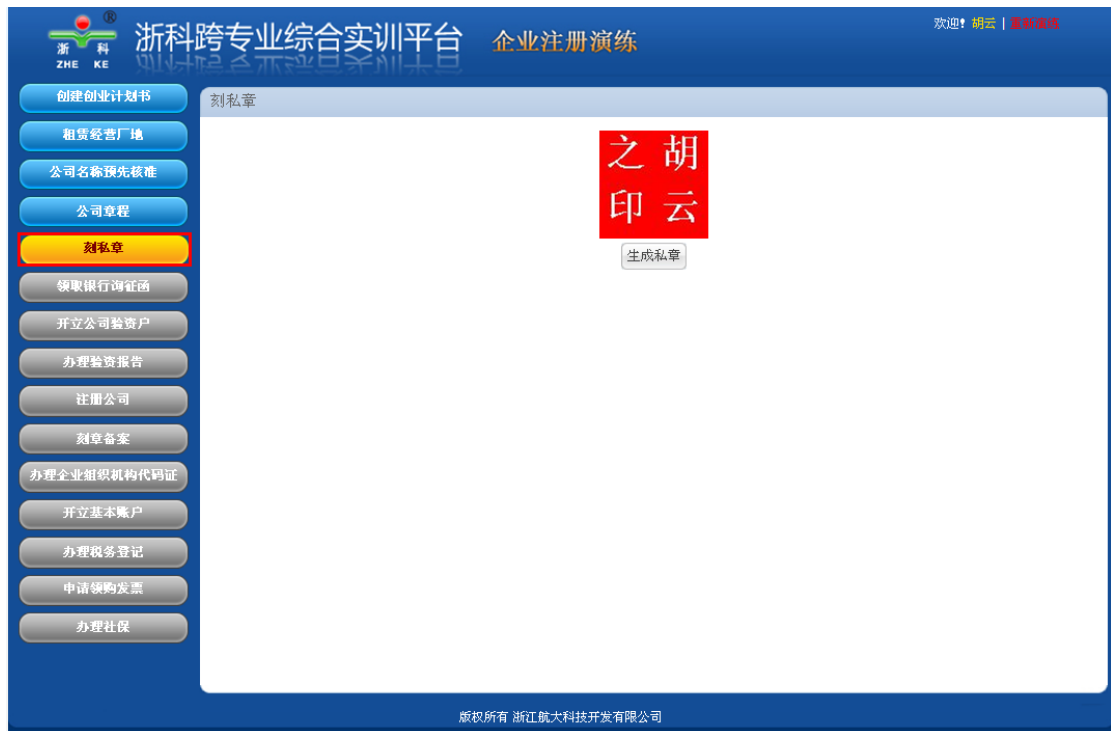 浙科
ZHE KE
®
浙科跨专业综合实训平台
企业注册演练
欢迎! 胡云 | 重新演练
创建创业计划书
租赁经营厂地
公司名称预先核准
公司章程
刻私章
领取银行询证函
开立公司验资户
办理验资报告
注册公司
刻章备案
办理企业组织机构代码证
开立基本账户
办理税务登记
申请领购发票
办理社保
刻私章
胡云
之印
生成私章
版权所有 浙江航大科技开发有限公司